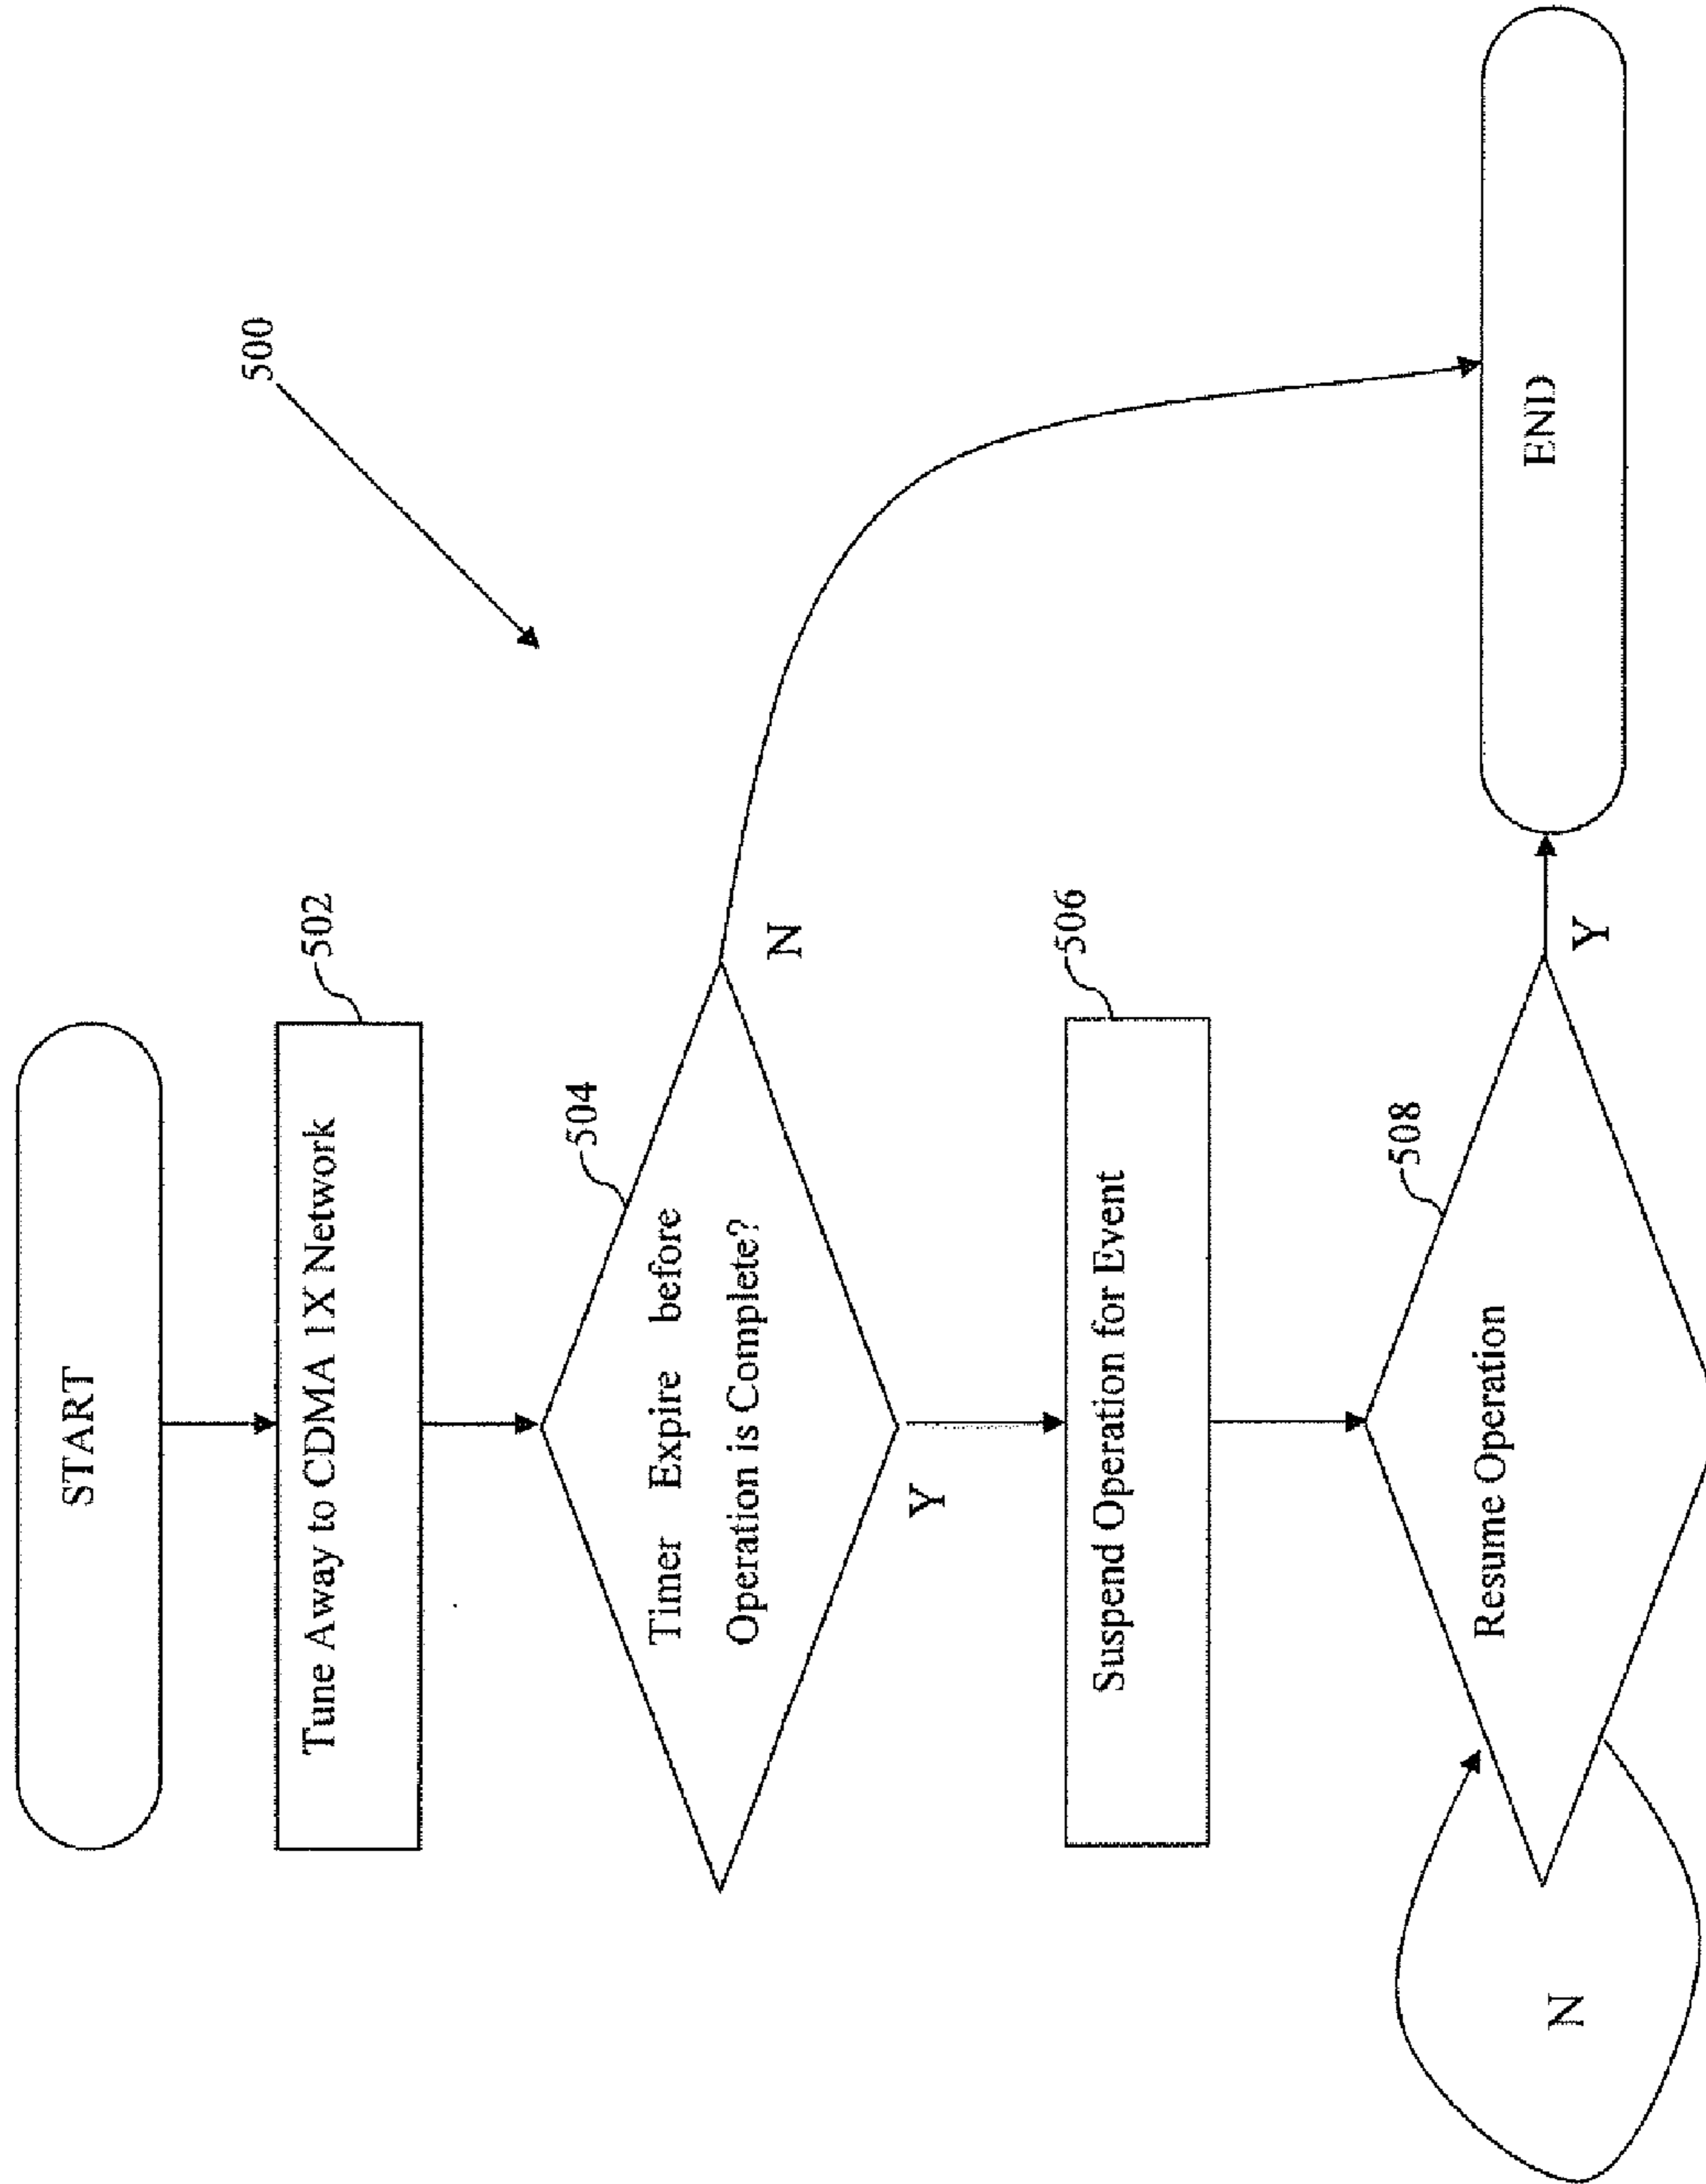 500
START
Tune Away to CDMA 1X Network
502
504
Timer Expire before
Operation is Complete?
N
Y
506
Suspend Operation for Event
508
Resume Operation
Y
N
END